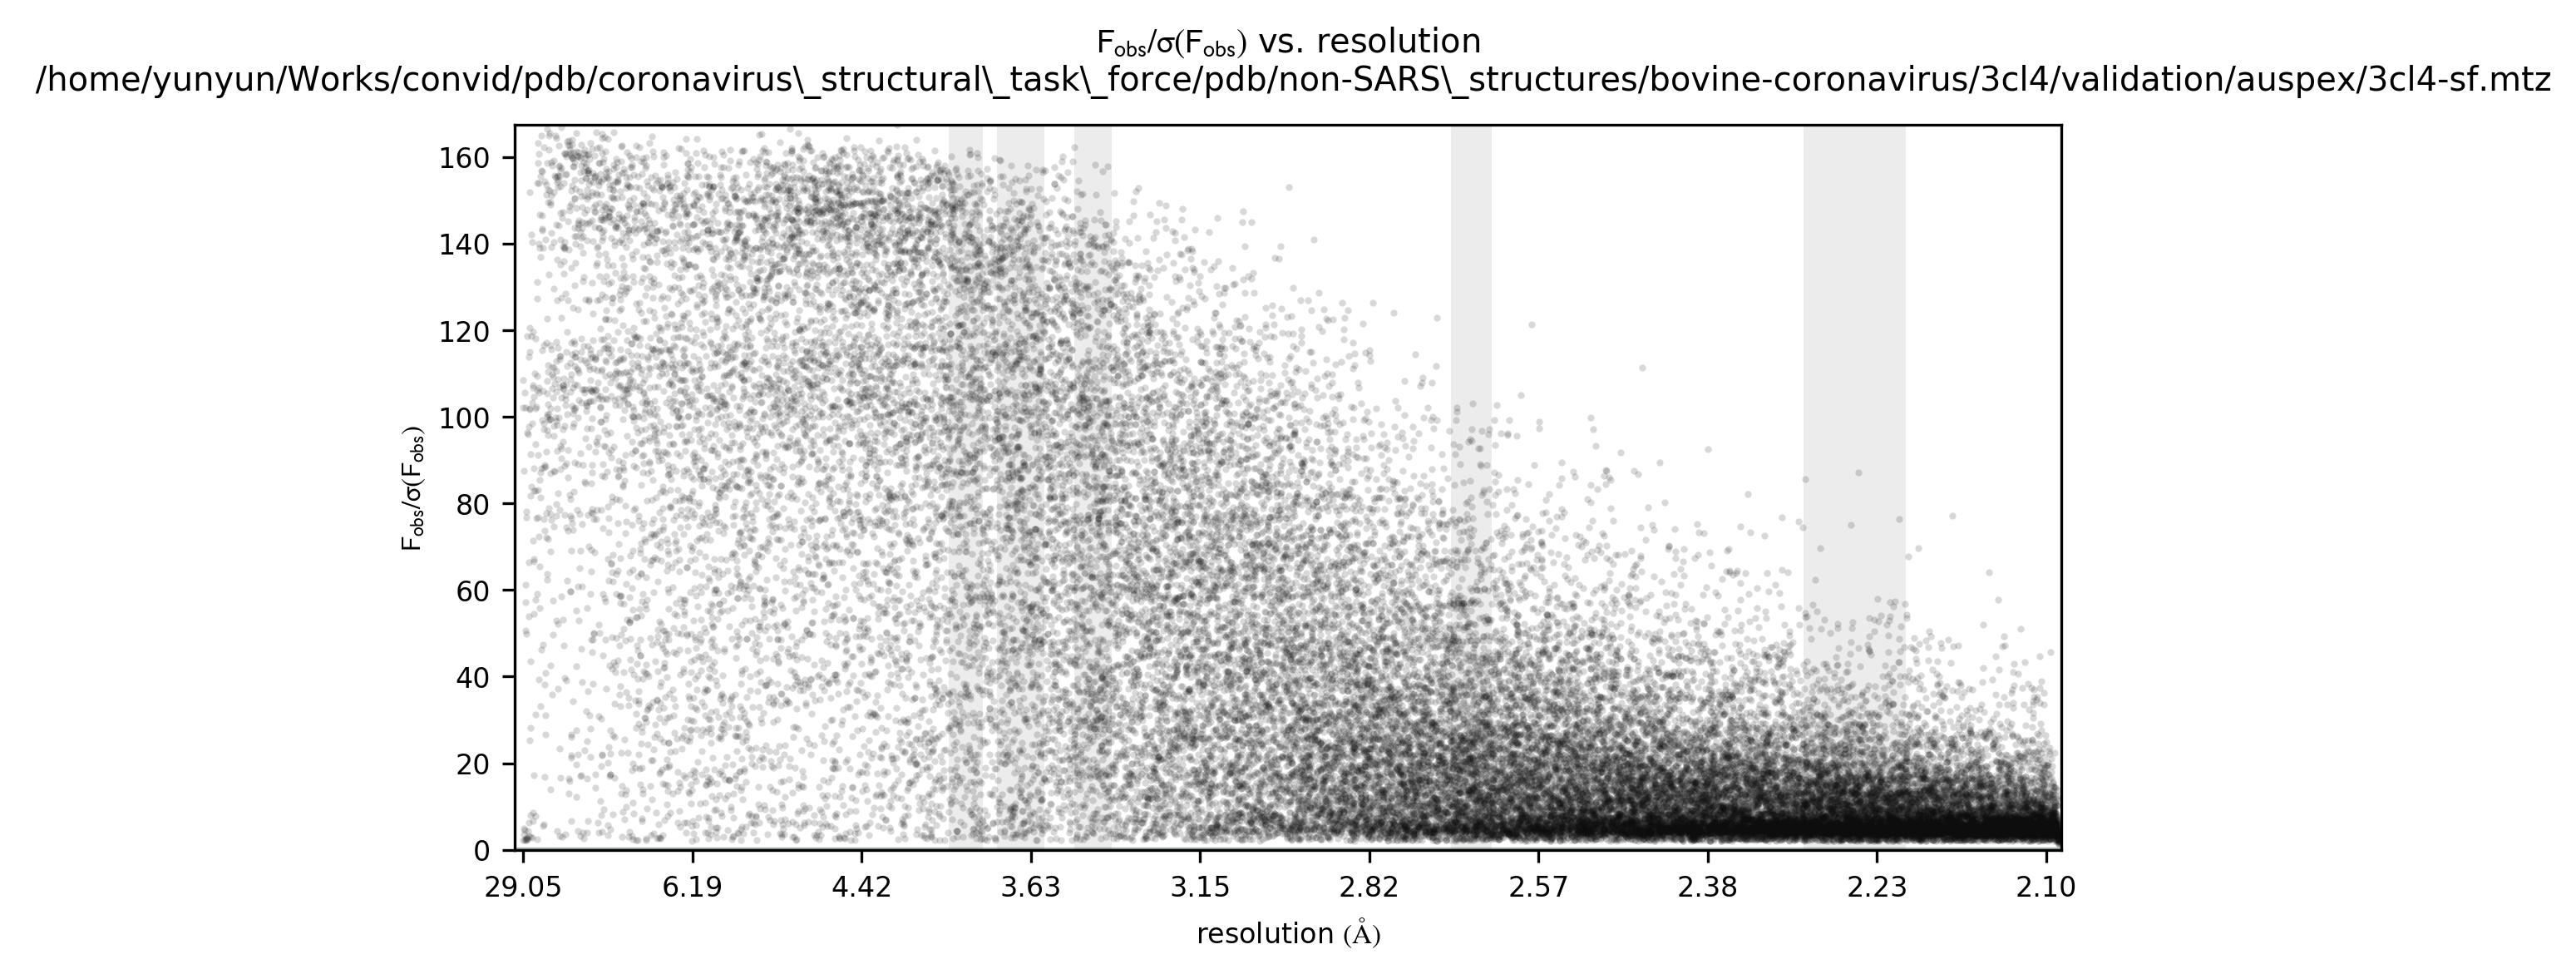 Fobs/σ(Fobs) vs. resolution
/home/yunyun/Works/convid/pdb/coronavirus\_structural\_task\_force/pdb/non-SARS\_structures/bovine-coronavirus/3cl4/validation/auspex/3cl4-sf.mtz
Fobs/σ(Fobs)
160
140
120
100
80
60
40
20
0
29.05 6.19 4.42 3.63 3.15 2.82 2.57 2.38 2.23 2.10
resolution (Å)